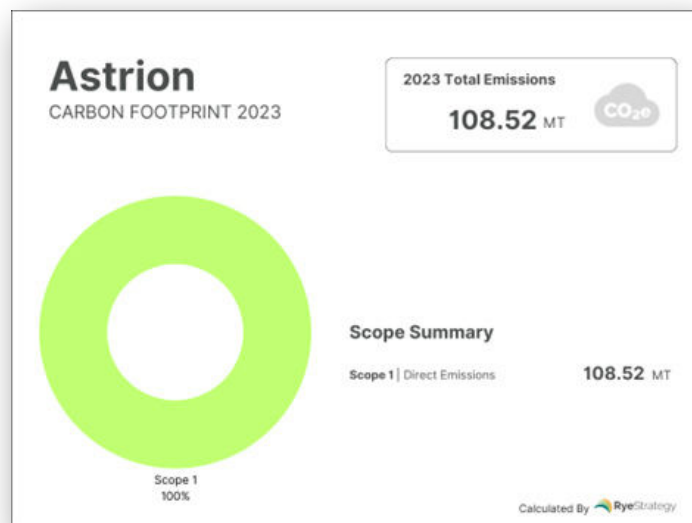 Astrion
CARBON FOOTPRINT 2023
2023 Total Emissions
108.52 MT
CO₂e
Scope Summary
Scope 1 | Direct Emissions 108.52 MT
Scope 1
100%
Calculated By RyeStrategy